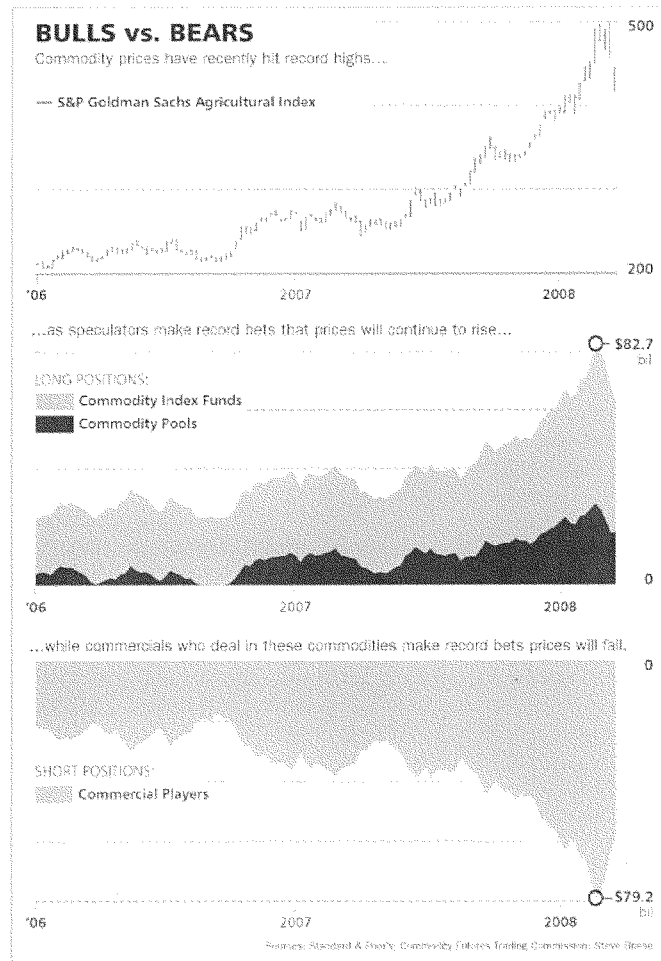 BULLS vs. BEARS
Commodity prices have recently hit record highs...
S&P Goldman Sachs Agricultural Index
500
200
'06 2007 2008
...as speculators make record bets that prices will continue to rise...
$82.7
bil
LONG POSITIONS:
Commodity Index Funds
Commodity Pools
0
'06 2007 2008
...while commercials who deal in these commodities make record bets prices will fall.
0
SHORT POSITIONS:
Commercial Players
'06 2007 2008
$79.2
bil
Sources: Standard & Poor's; Commodity Futures Trading Commission; Steve Briese